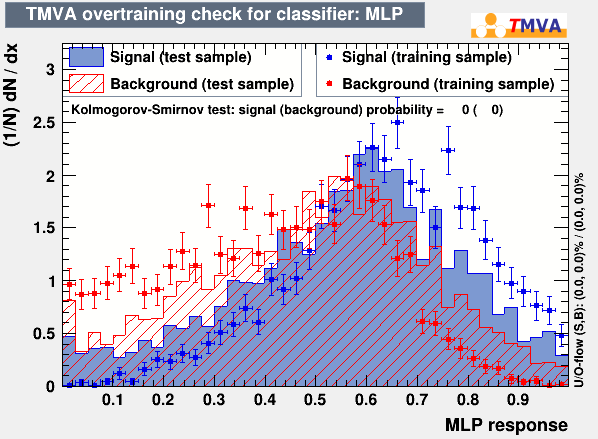 TMVA overtraining check for classifier: MLP
TMVA
Signal (test sample)
Background (test sample)
Signal (training sample)
Background (training sample)
Kolmogorov-Smirnov test: signal (background) probability = 0 ( 0)
(1/N) dN / dx
3
2.5
2
1.5
1
0.5
0
0.1 0.2 0.3 0.4 0.5 0.6 0.7 0.8 0.9
MLP response
U/O-flow (S,B): (0.0, 0.0)% / (0.0, 0.0)%